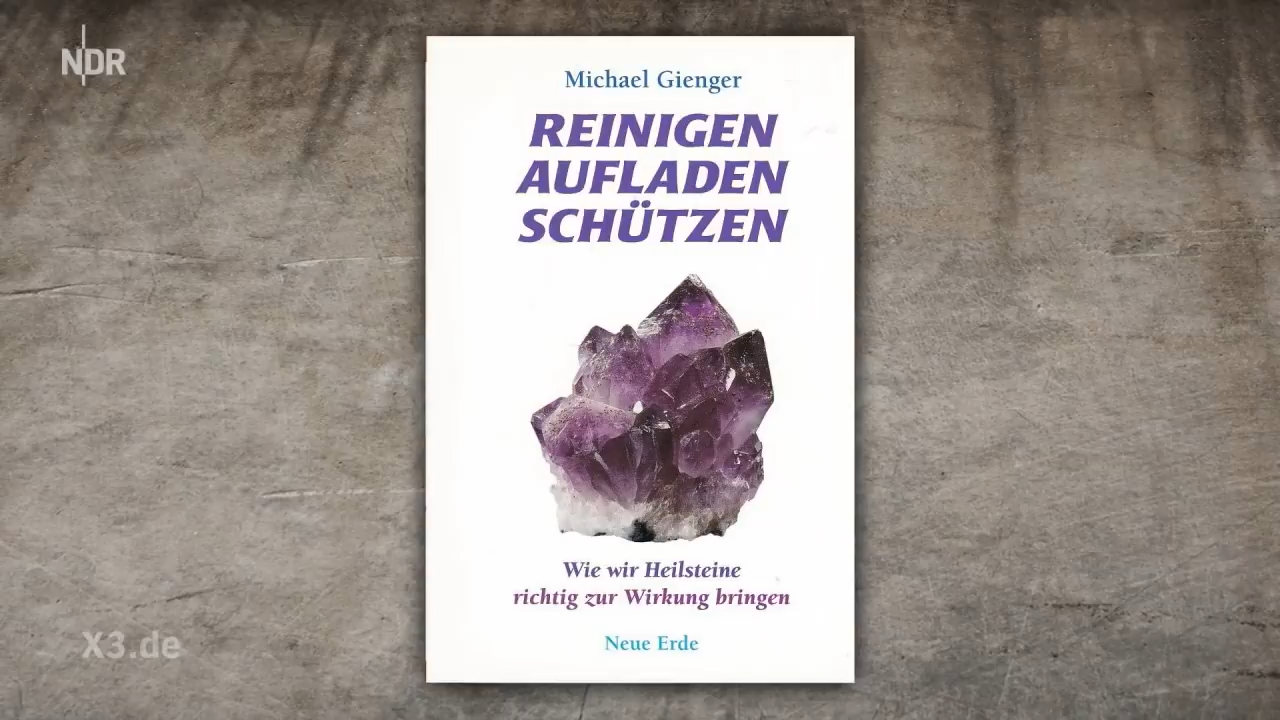 NDR
Michael Gienger
REINIGEN
AUFLADEN
SCHÜTZEN
Wie wir Heilsteine
richtig zur Wirkung bringen
Neue Erde
X3.de